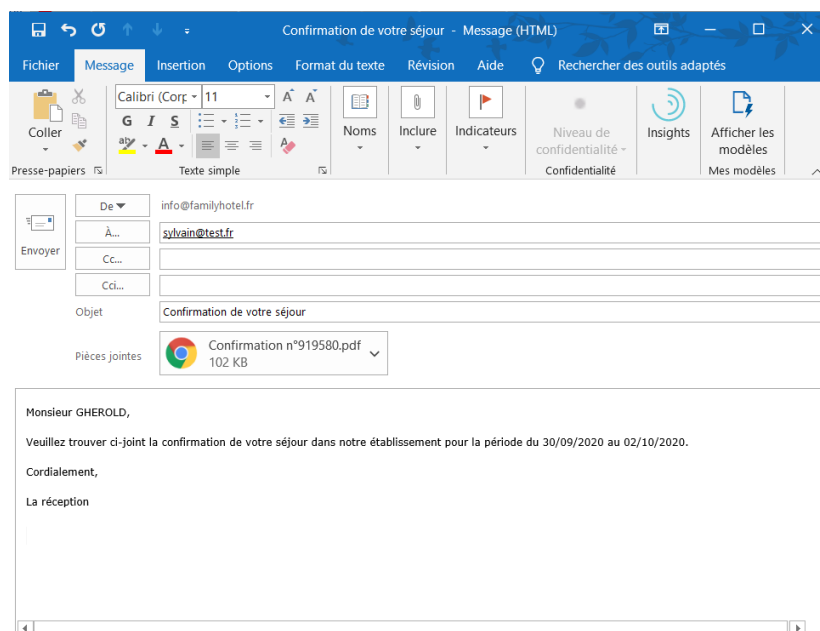 Confirmation de votre séjour - Message (HTML)
Fichier Message Insertion Options Format du texte Révision Aide Rechercher des outils adaptés
Calibri (Corp 11 A A
Coller G I S Noms Inclure Indicateurs Niveau de confidentialité Insights Afficher les modèles
ab A
Presse-papiers Texte simple Confidentialité Mes modèles
De info@familyhotel.fr
À... sylvain@test.fr
Envoyer
Cc...
Cci...
Objet Confirmation de votre séjour
Pièces jointes Confirmation n°919580.pdf
102 KB
Monsieur GHEROLD,
Veuillez trouver ci-joint la confirmation de votre séjour dans notre établissement pour la période du 30/09/2020 au 02/10/2020.
Cordialement,
La réception